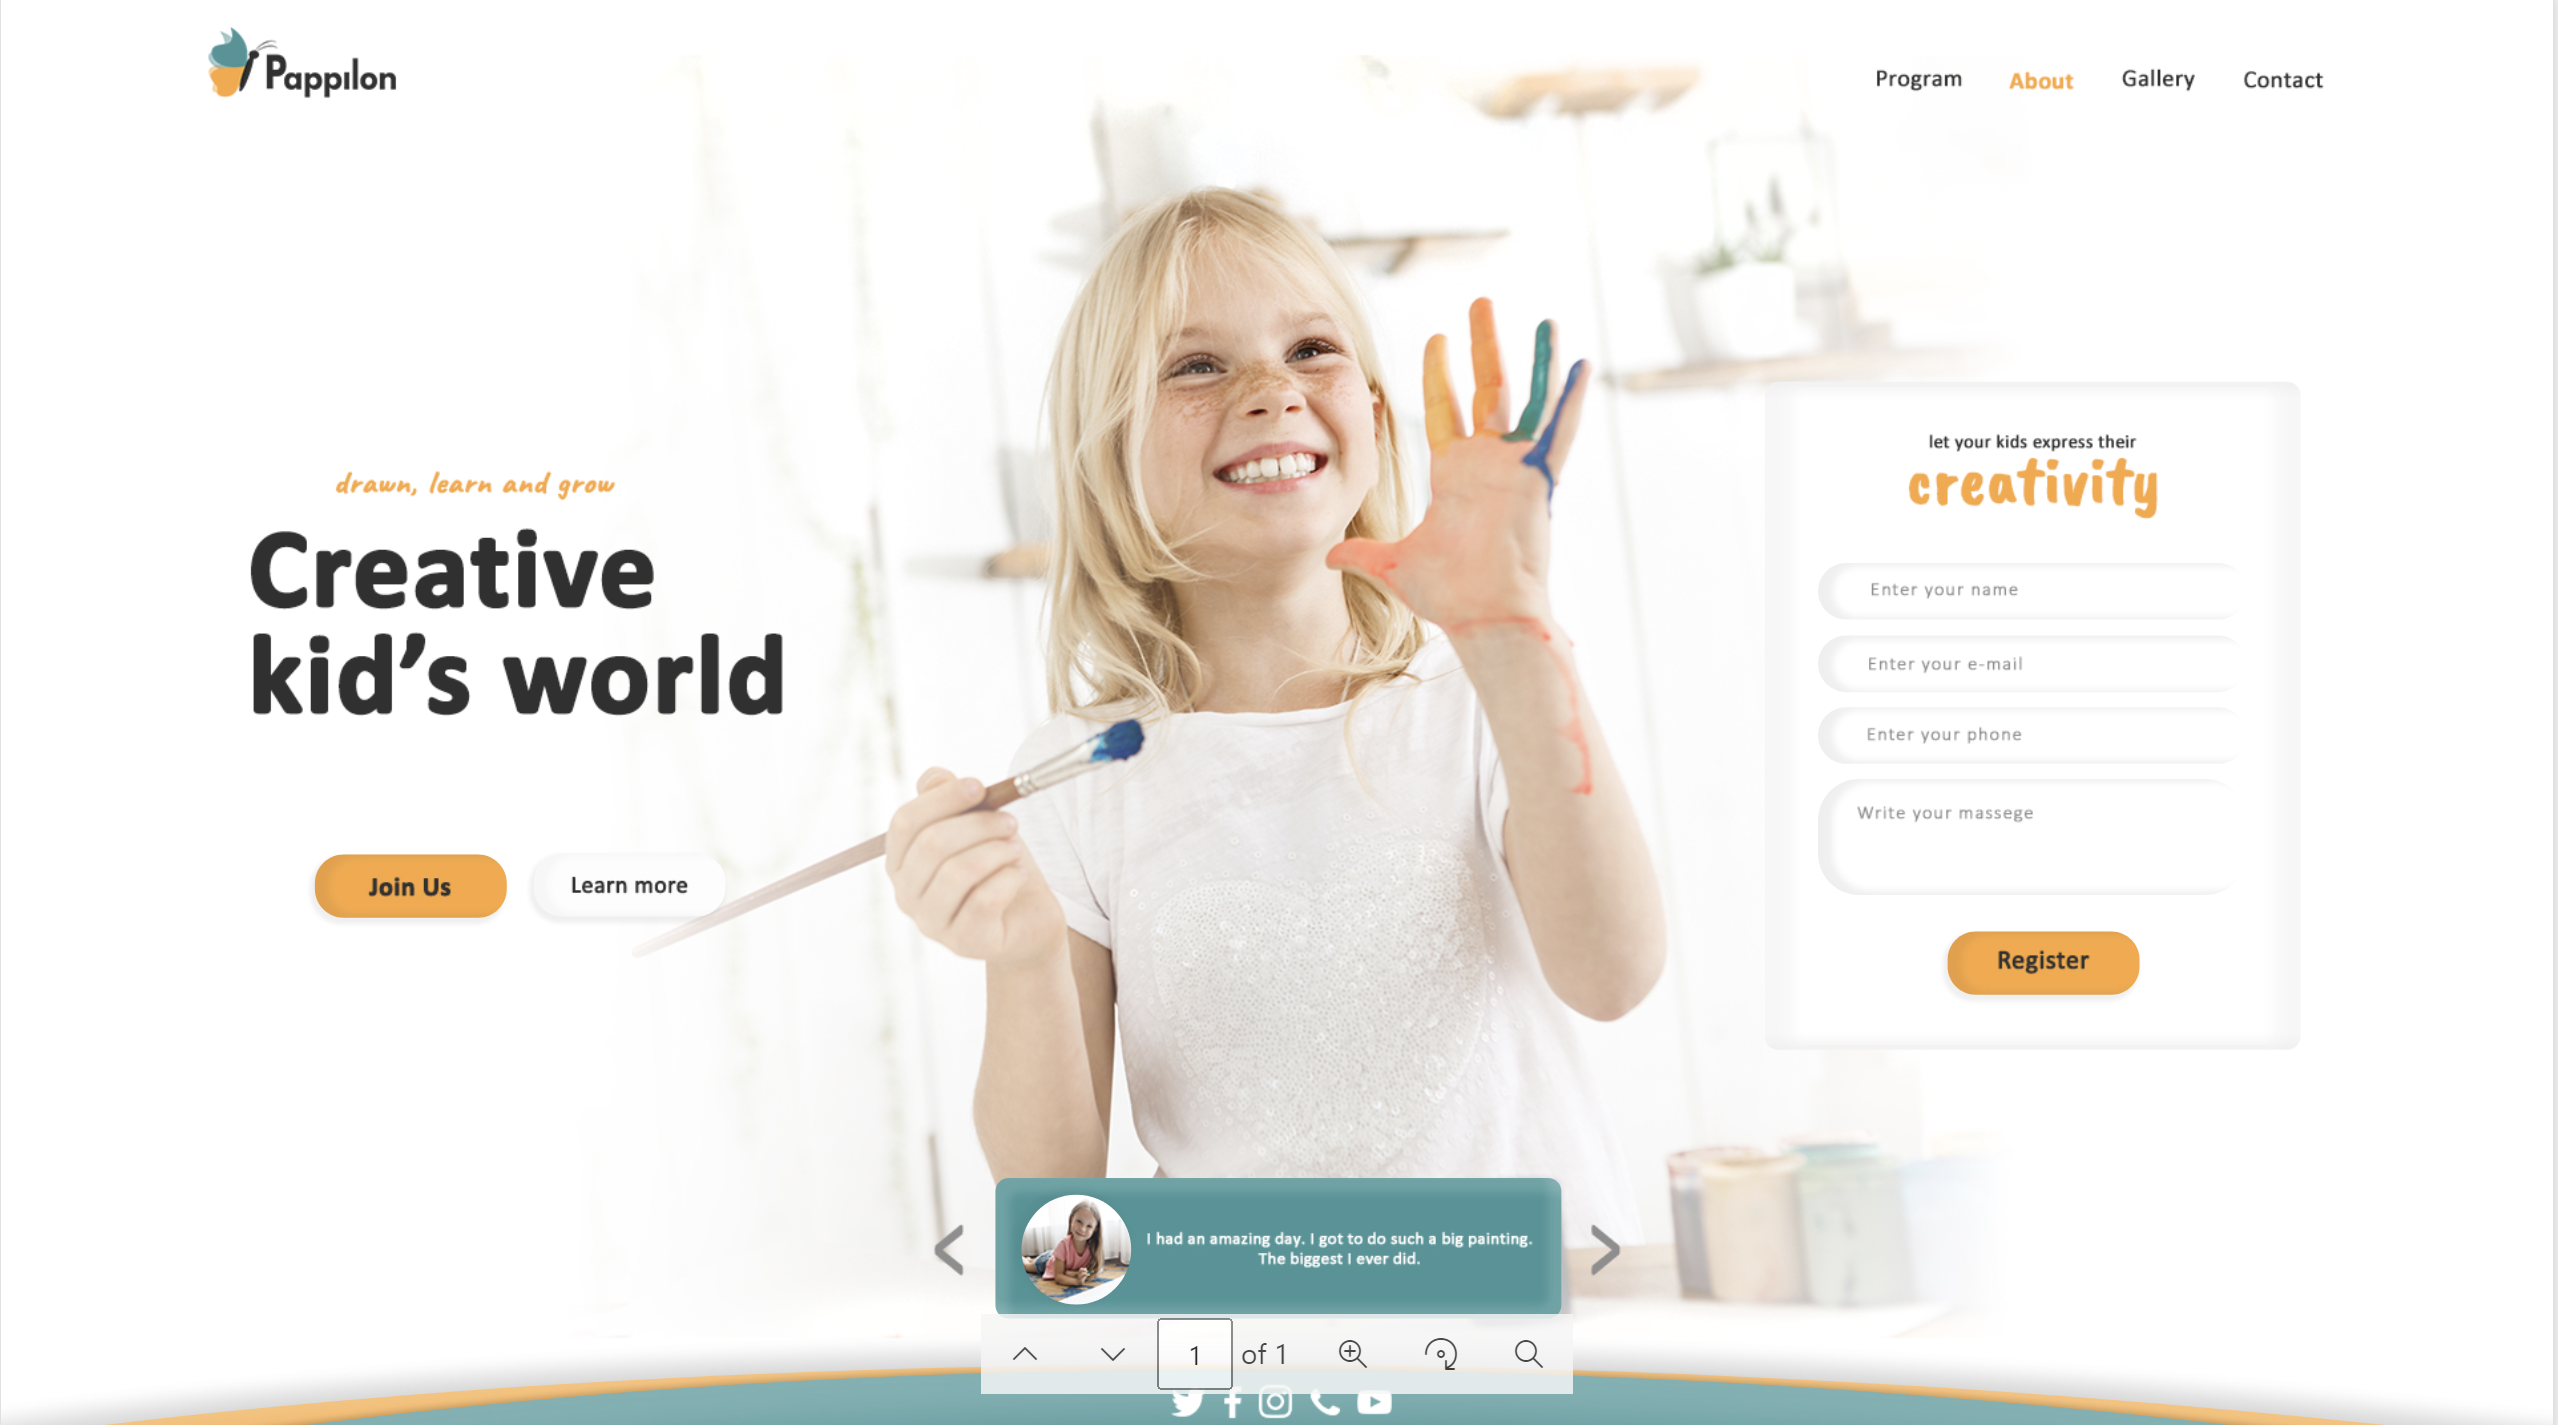 Pappilon
Program About Gallery Contact
drawn, learn and grow
Creative
kid's world
Join Us
Learn more
let your kids express their
creativity
Enter your name
Enter your e-mail
Enter your phone
Write your massege
Register
I had an amazing day. I got to do such a big painting.
The biggest I ever did.
1 of 1